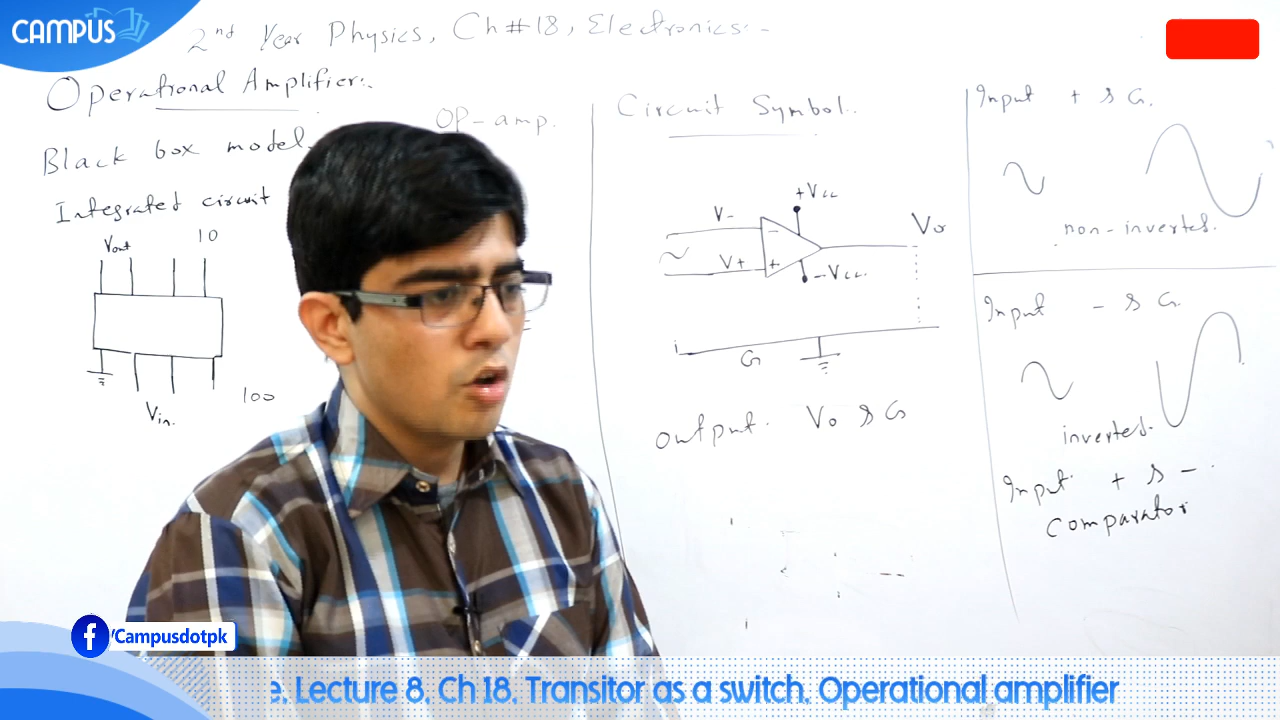 CAMPUS
2nd Year Physics, Ch#18, Electronics:-
Operational Amplifier:.
OP-amp.
Black box model.
Integrated circuit
Vout
10
Vin.
100
Circuit Symbol.
+Vcc
V-
-
V+
+
-Vcc.
Vo
G
output. Vo & G
Input + & G.
non-inverted.
Input - & G.
inverted.
Input + & -.
Comparator
/Campusdotpk
e, Lecture 8, Ch 18, Transitor as a switch, Operational amplifier